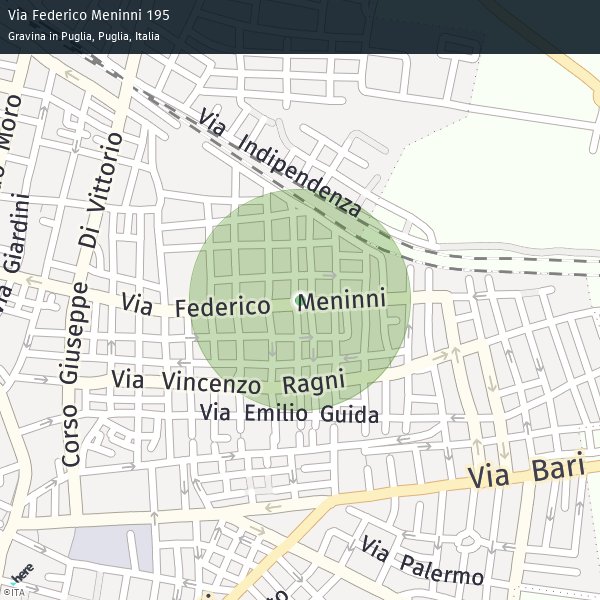 Via Federico Meninni 195
Gravina in Puglia, Puglia, Italia
Moro
Via Indipendenza
Corso Giuseppe Di Vittorio
Giardini
Via Federico Meninni
Via Vincenzo Ragni
Via Emilio Guida
Via Bari
Via Palermo
here
©ITA